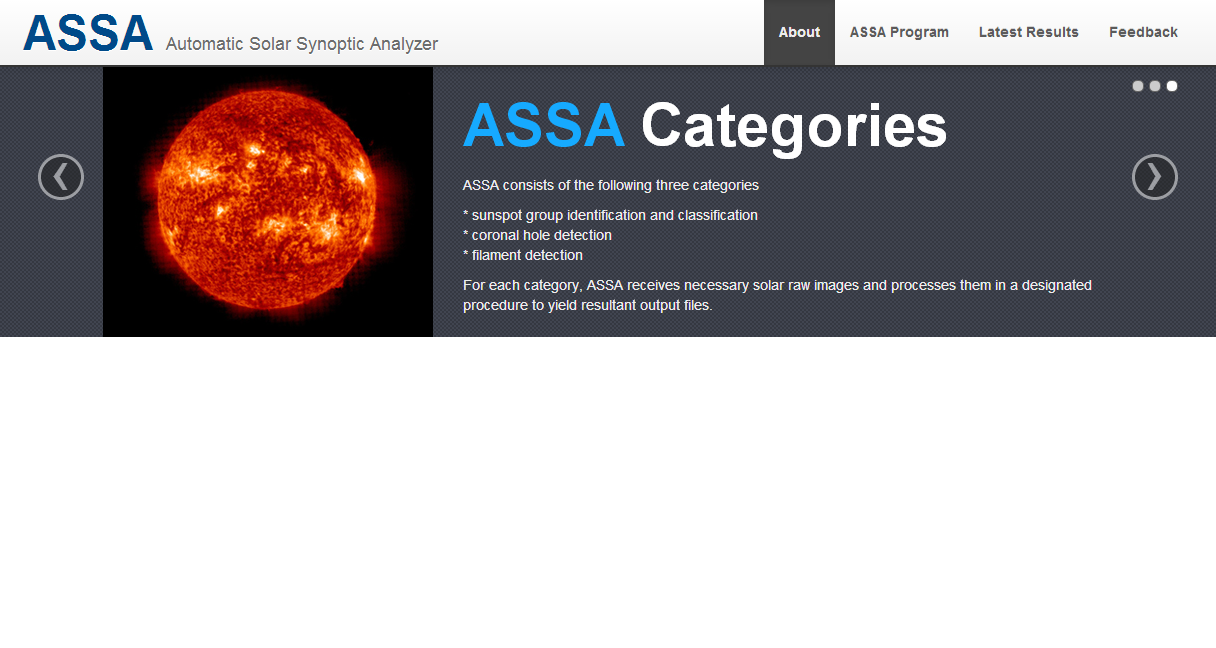 ASSA Automatic Solar Synoptic Analyzer
About ASSA Program Latest Results Feedback
ASSA Categories
ASSA consists of the following three categories
* sunspot group identification and classification
* coronal hole detection
* filament detection
For each category, ASSA receives necessary solar raw images and processes them in a designated
procedure to yield resultant output files.